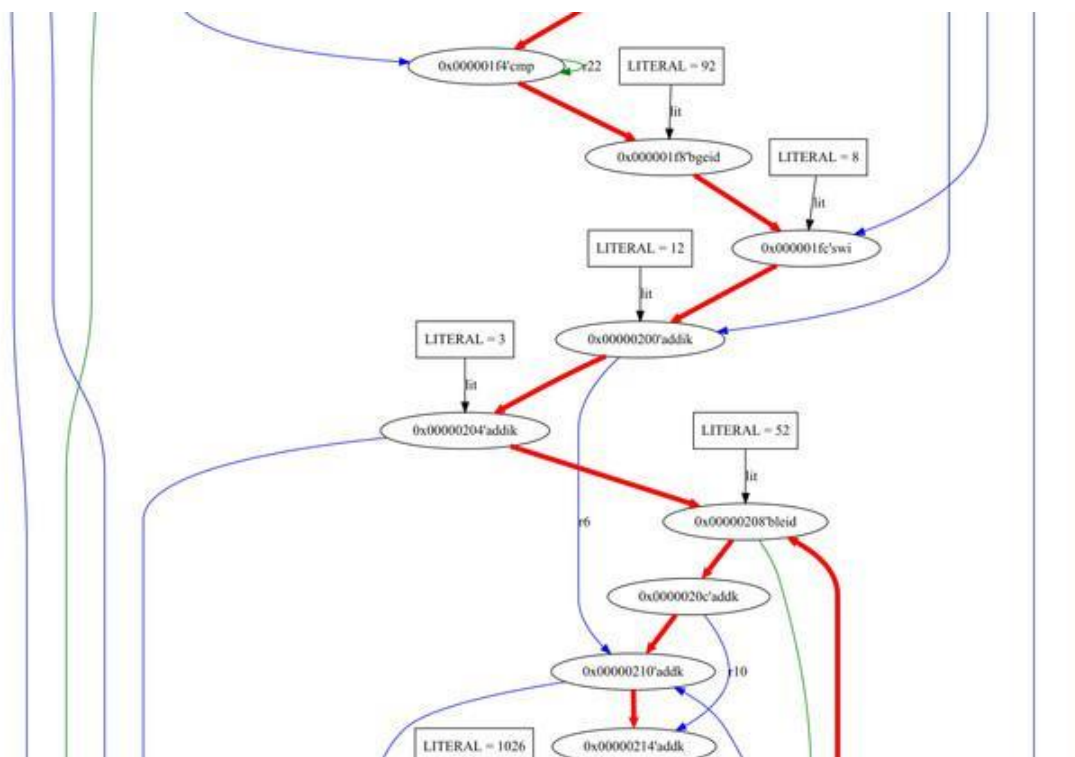 0x000001f4'cmp
r22
LITERAL = 92
lit
0x000001f8'bgeid
LITERAL = 8
lit
0x000001fc'swi
LITERAL = 12
lit
0x00000200'addik
LITERAL = 3
lit
0x00000204'addik
LITERAL = 52
lit
0x00000208'bleid
r6
0x0000020c'addk
0x00000210'addk
r10
LITERAL = 1026
0x00000214'addk